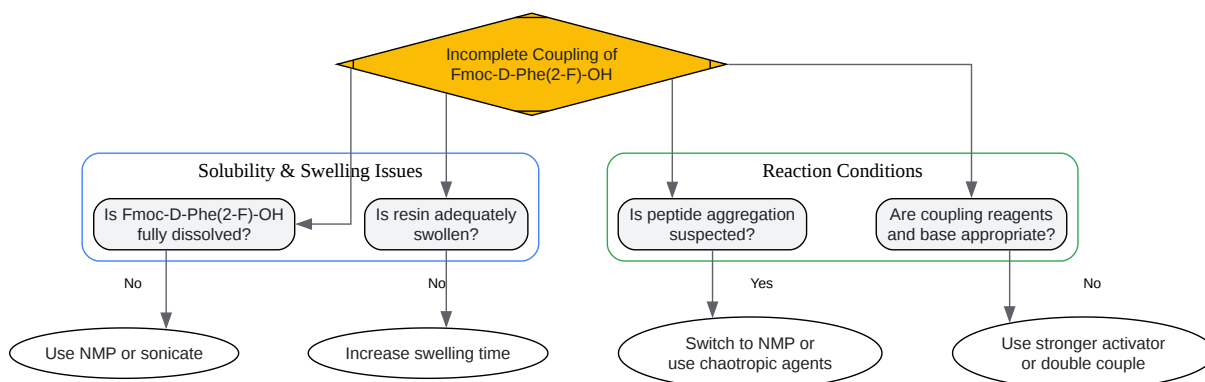 Incomplete Coupling of
Fmoc-D-Phe(2-F)-OH
Solubility & Swelling Issues
Reaction Conditions
Is Fmoc-D-Phe(2-F)-OH
fully dissolved?
Is resin adequately
swollen?
Is peptide aggregation
suspected?
Are coupling reagents
and base appropriate?
No
No
Yes
No
Use NMP or sonicate
Increase swelling time
Switch to NMP or
use chaotropic agents
Use stronger activator
or double couple